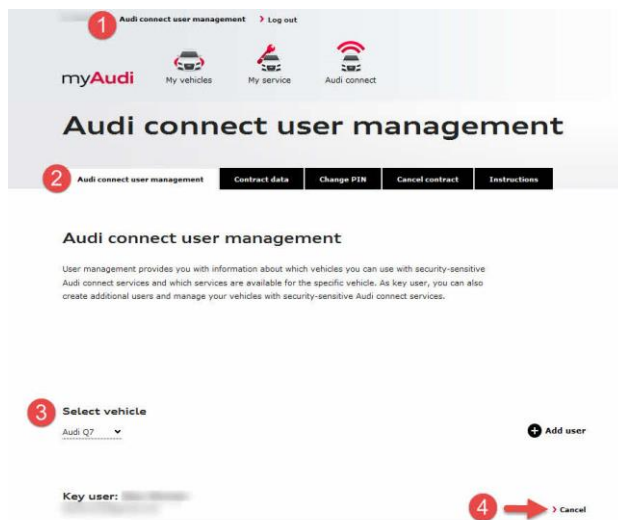 1 Audi connect user management > Log out
myAudi My vehicles My service Audi connect
Audi connect user management
2 Audi connect user management Contract data Change PIN Cancel contract Instructions
Audi connect user management
User management provides you with information about which vehicles you can use with security-sensitive
Audi connect services and which services are available for the specific vehicle. As key user, you can also
create additional users and manage your vehicles with security-sensitive Audi connect services.
3 Select vehicle
Audi Q7
+ Add user
Key user:
4 > Cancel